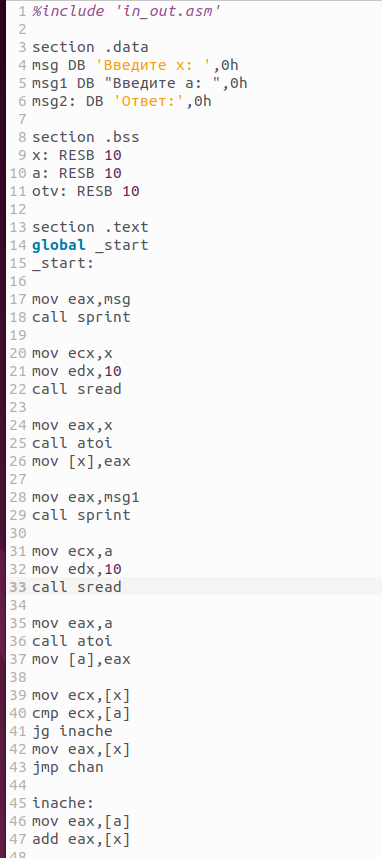 1 %include 'in_out.asm'
2
3 section .data
4 msg DB 'Введите x: ',0h
5 msg1 DB "Введите a: ",0h
6 msg2: DB 'Ответ:',0h
7
8 section .bss
9 x: RESB 10
10 a: RESB 10
11 otv: RESB 10
12
13 section .text
14 global _start
15 _start:
16
17 mov eax,msg
18 call sprint
19
20 mov ecx,x
21 mov edx,10
22 call sread
23
24 mov eax,x
25 call atoi
26 mov [x],eax
27
28 mov eax,msg1
29 call sprint
30
31 mov ecx,a
32 mov edx,10
33 call sread
34
35 mov eax,a
36 call atoi
37 mov [a],eax
38
39 mov ecx,[x]
40 cmp ecx,[a]
41 jg inache
42 mov eax,[x]
43 jmp chan
44
45 inache:
46 mov eax,[a]
47 add eax,[x]
48